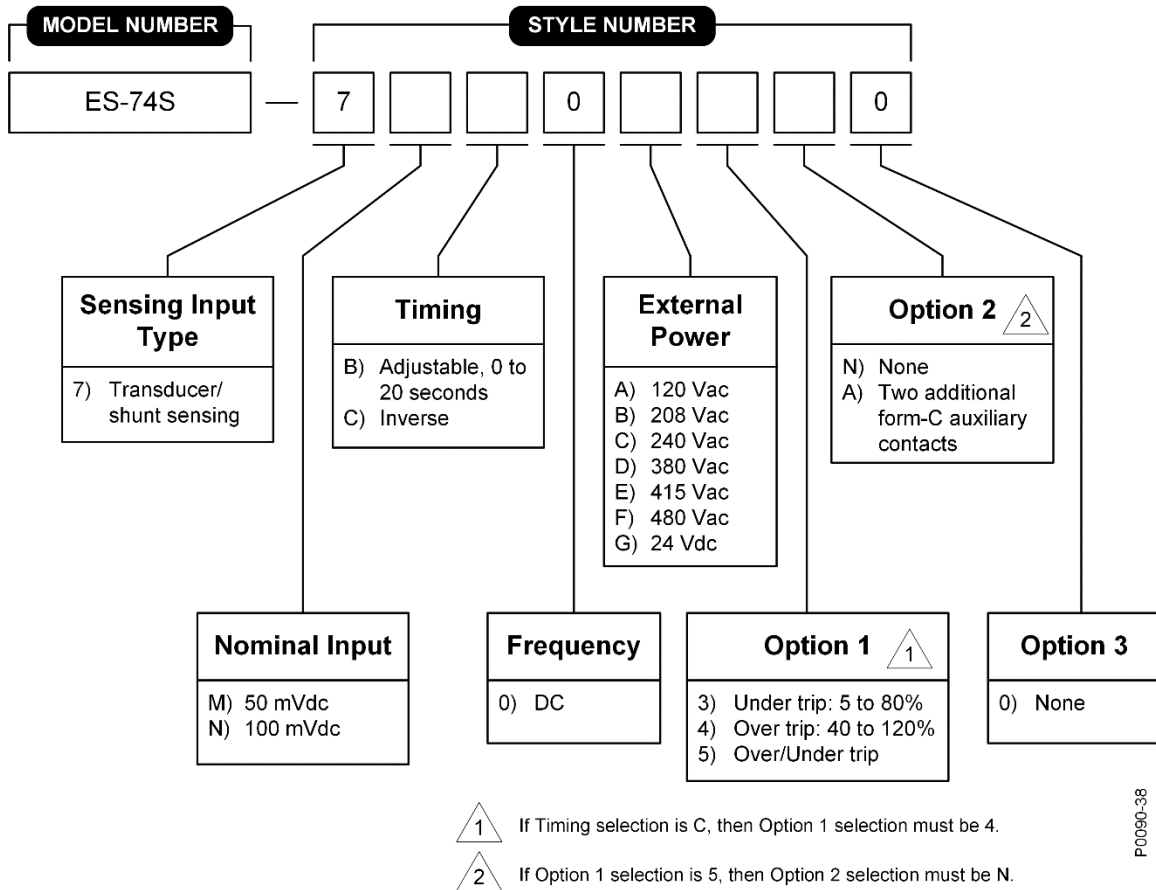 MODEL NUMBER
STYLE NUMBER
ES-74S — 7 0 0
Sensing Input
Type
7) Transducer/
shunt sensing
Timing
B) Adjustable, 0 to
20 seconds
C) Inverse
External
Power
A) 120 Vac
B) 208 Vac
C) 240 Vac
D) 380 Vac
E) 415 Vac
F) 480 Vac
G) 24 Vdc
Option 2 2
N) None
A) Two additional
form-C auxiliary
contacts
Nominal Input
M) 50 mVdc
N) 100 mVdc
Frequency
0) DC
Option 1 1
3) Under trip: 5 to 80%
4) Over trip: 40 to 120%
5) Over/Under trip
Option 3
0) None
1 If Timing selection is C, then Option 1 selection must be 4.
2 If Option 1 selection is 5, then Option 2 selection must be N.
P0090-38